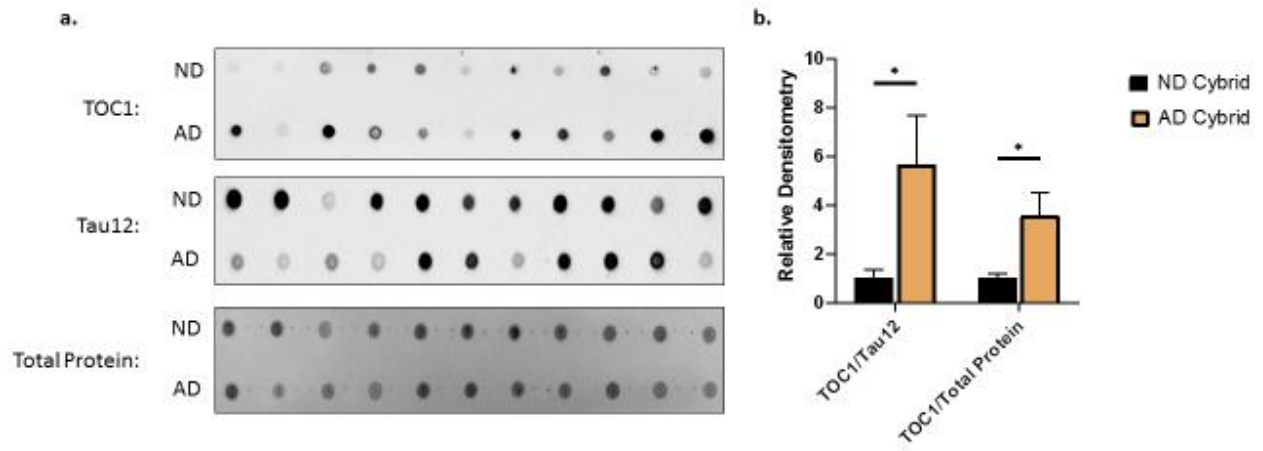 a.
TOC1:
ND
AD
Tau12:
ND
AD
Total Protein:
ND
AD
b.
Relative Densitometry
10
8
6
4
2
0
*
*
TOC1/Tau12
TOC1/Total Protein
ND Cybrid
AD Cybrid